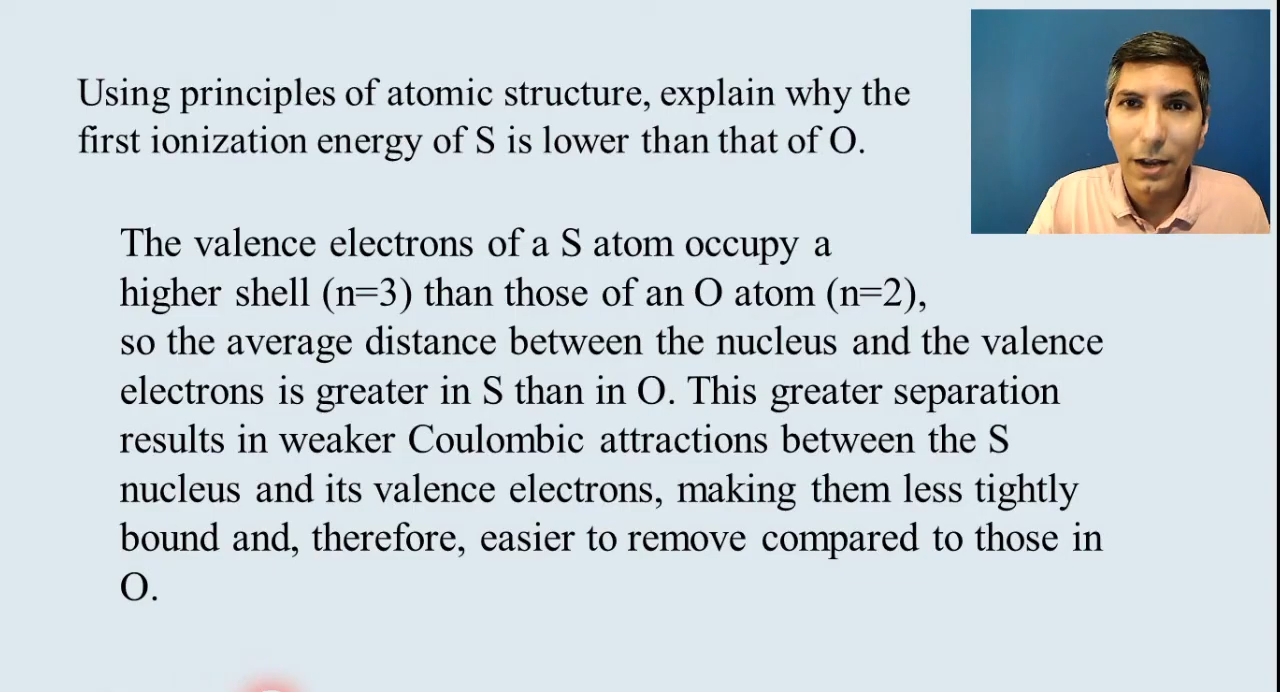 Using principles of atomic structure, explain why the
first ionization energy of S is lower than that of O.
The valence electrons of a S atom occupy a
higher shell (n=3) than those of an O atom (n=2),
so the average distance between the nucleus and the valence
electrons is greater in S than in O. This greater separation
results in weaker Coulombic attractions between the S
nucleus and its valence electrons, making them less tightly
bound and, therefore, easier to remove compared to those in
O.